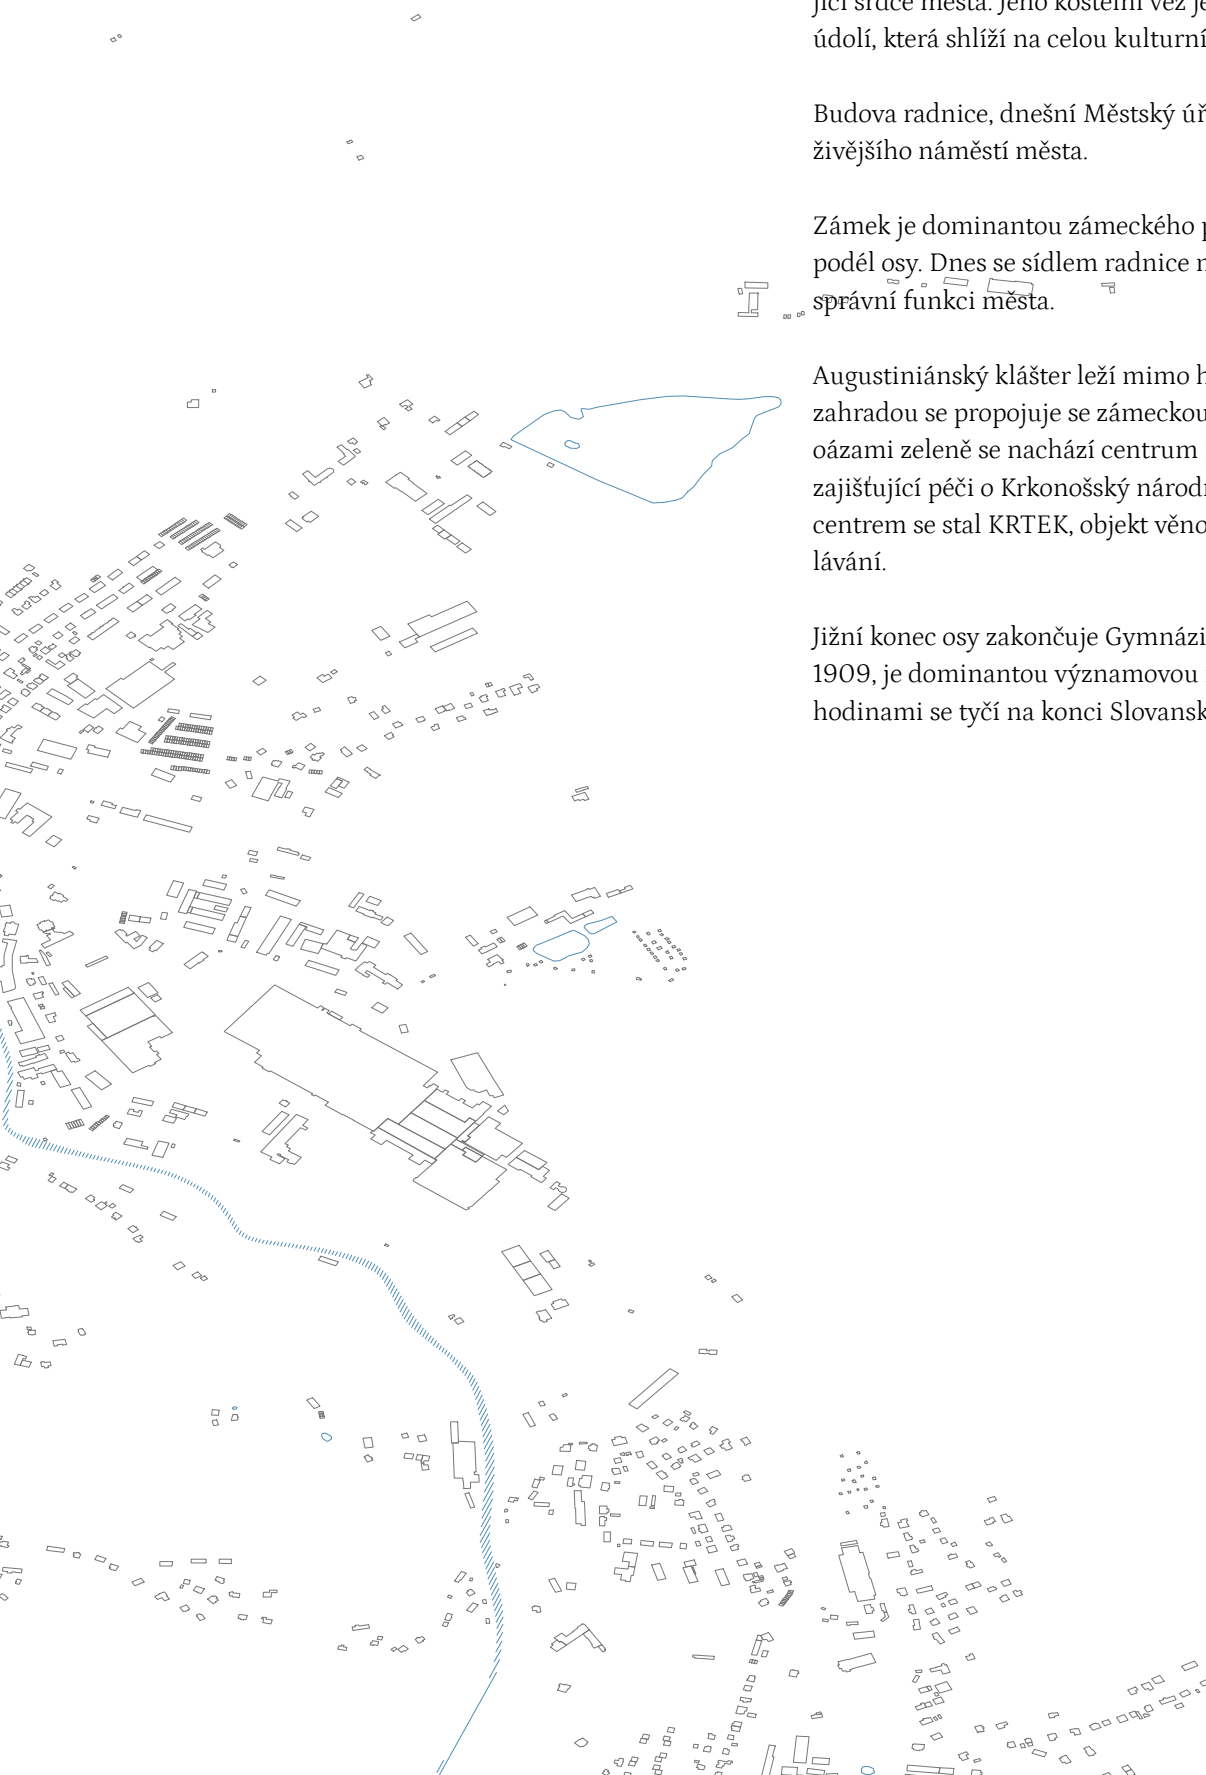 jící srdce města. Jeho kostelní věž je
údolí, která shlíží na celou kulturní
Budova radnice, dnešní Městský úř
živějšího náměstí města.
Zámek je dominantou zámeckého p
podél osy. Dnes se sídlem radnice n
správní funkci města.
Augustiniánský klášter leží mimo h
zahradou se propojuje se zámeckou
oázami zeleně se nachází centrum
zajišťující péči o Krkonošský národn
centrem se stal KRTEK, objekt věno
lávání.
Jižní konec osy zakončuje Gymnázi
1909, je dominantou významovou
hodinami se tyčí na konci Slovansk